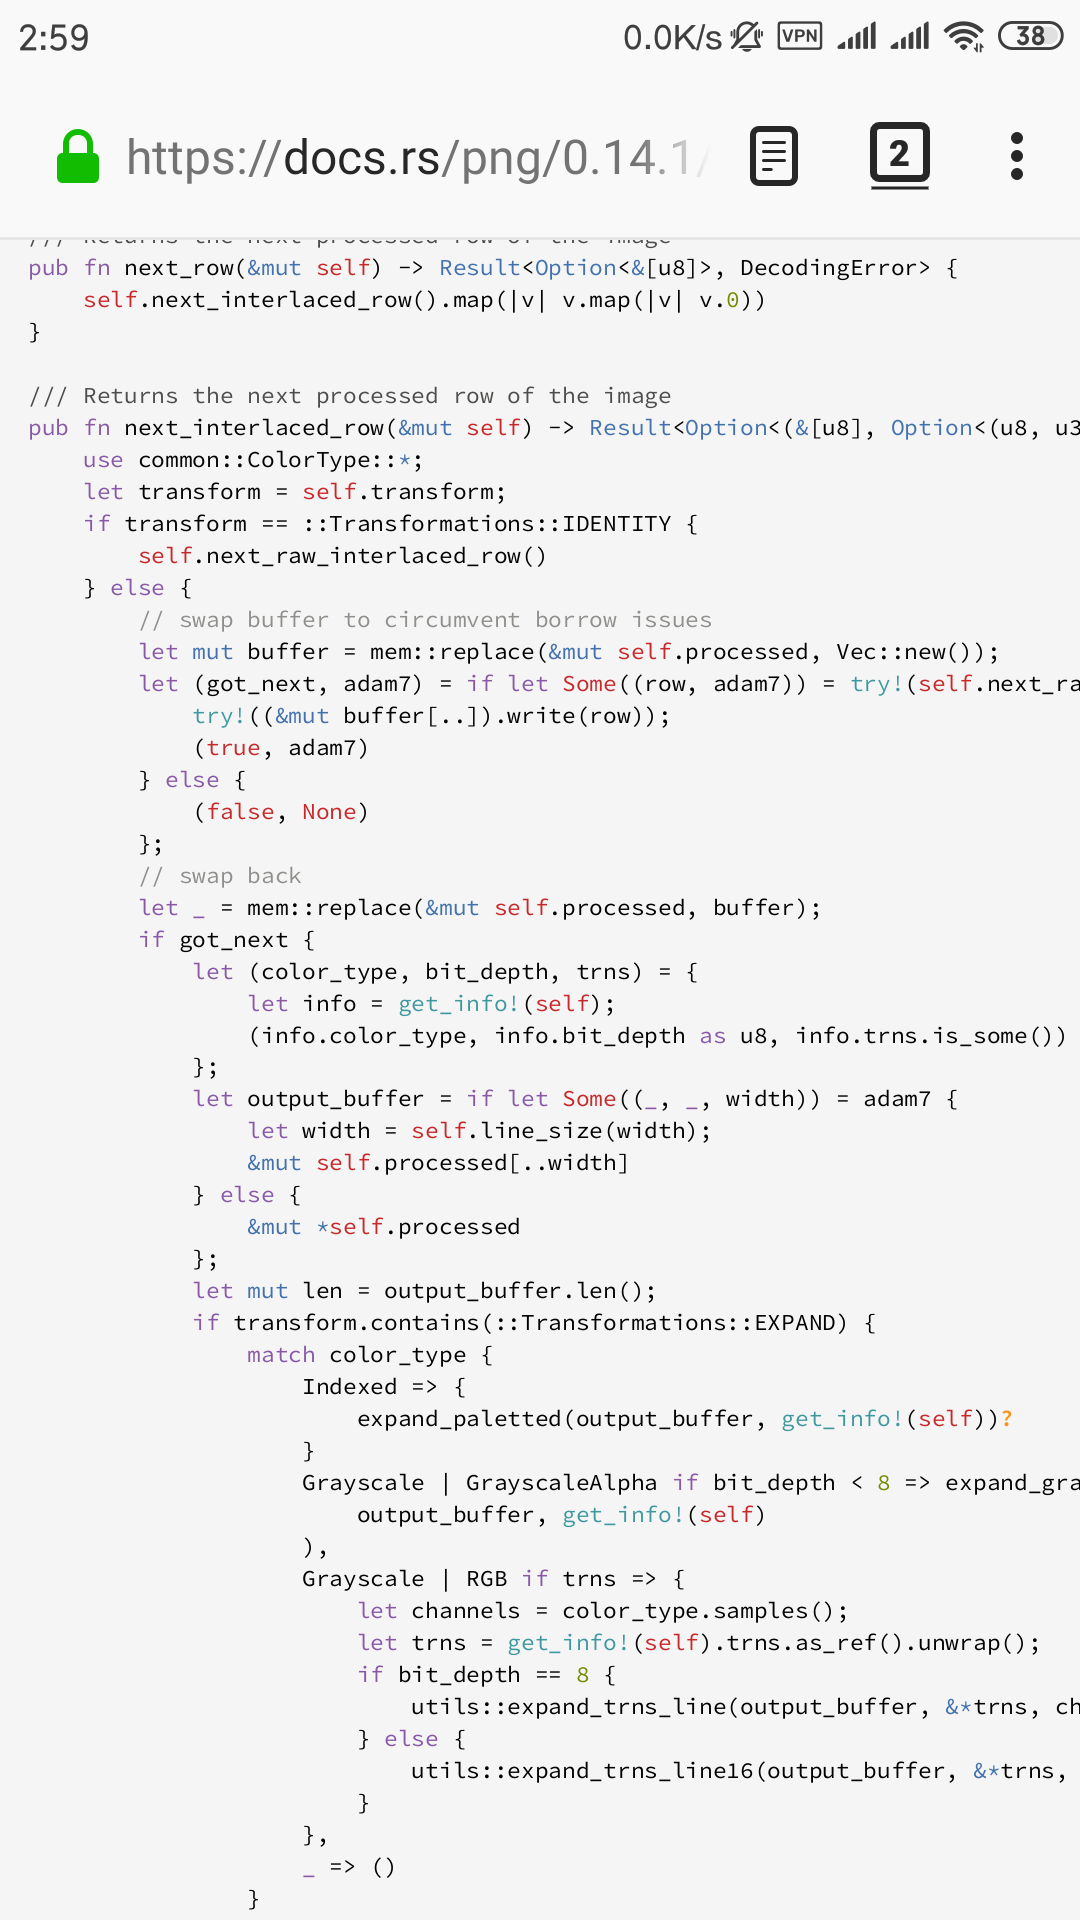 2:59
0.0K/s VPN 38
https://docs.rs/png/0.14.1/
2
/// Returns the next processed row of the image
pub fn next_row(&mut self) -> Result<Option<&[u8]>, DecodingError> {
    self.next_interlaced_row().map(|v| v.map(|v| v.0))
}
/// Returns the next processed row of the image
pub fn next_interlaced_row(&mut self) -> Result<Option<(&[u8], Option<(u8, u3
    use common::ColorType::*;
    let transform = self.transform;
    if transform == ::Transformations::IDENTITY {
        self.next_raw_interlaced_row()
    } else {
        // swap buffer to circumvent borrow issues
        let mut buffer = mem::replace(&mut self.processed, Vec::new());
        let (got_next, adam7) = if let Some((row, adam7)) = try!(self.next_ra
            try!((&mut buffer[..]).write(row));
            (true, adam7)
        } else {
            (false, None)
        };
        // swap back
        let _ = mem::replace(&mut self.processed, buffer);
        if got_next {
            let (color_type, bit_depth, trns) = {
                let info = get_info!(self);
                (info.color_type, info.bit_depth as u8, info.trns.is_some())
            };
            let output_buffer = if let Some((_, _, width)) = adam7 {
                let width = self.line_size(width);
                &mut self.processed[..width]
            } else {
                &mut *self.processed
            };
            let mut len = output_buffer.len();
            if transform.contains(::Transformations::EXPAND) {
                match color_type {
                    Indexed => {
                        expand_paletted(output_buffer, get_info!(self))?
                    }
                    Grayscale | GrayscaleAlpha if bit_depth < 8 => expand_gra
                        output_buffer, get_info!(self)
                    ),
                    Grayscale | RGB if trns => {
                        let channels = color_type.samples();
                        let trns = get_info!(self).trns.as_ref().unwrap();
                        if bit_depth == 8 {
                            utils::expand_trns_line(output_buffer, &*trns, ch
                        } else {
                            utils::expand_trns_line16(output_buffer, &*trns,
                        }
                    },
                    _ => ()
                }